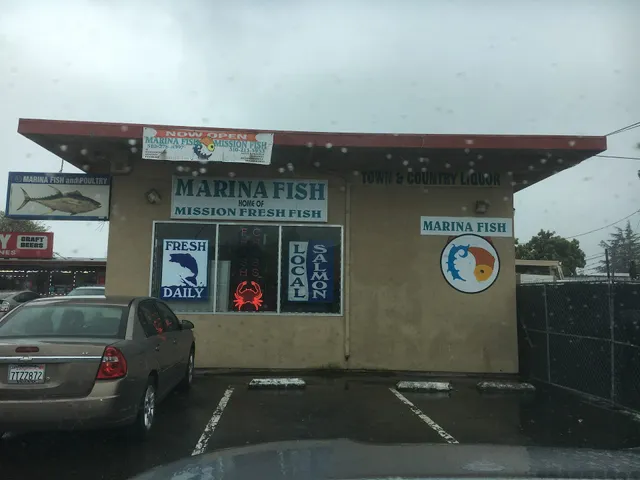 NOW OPEN
MARINA FISH MISSION FISH
MARINA FISH and POULTRY
MARINA FISH
HOME OF
MISSION FRESH FISH
TOWN & COUNTRY LIQUOR
MARINA FISH
FRESH
DAILY
LOCAL
SALMON
CRAFT
BEERS
7TZZ872